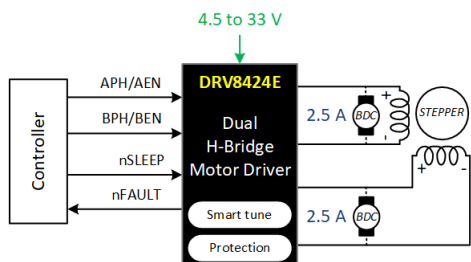 4.5 to 33 V
Controller
APH/AEN
BPH/BEN
nSLEEP
nFAULT
DRV8424E
Dual
H-Bridge
Motor Driver
Smart tune
Protection
2.5 A
BDC
+
-
STEPPER
+ -
2.5 A
BDC